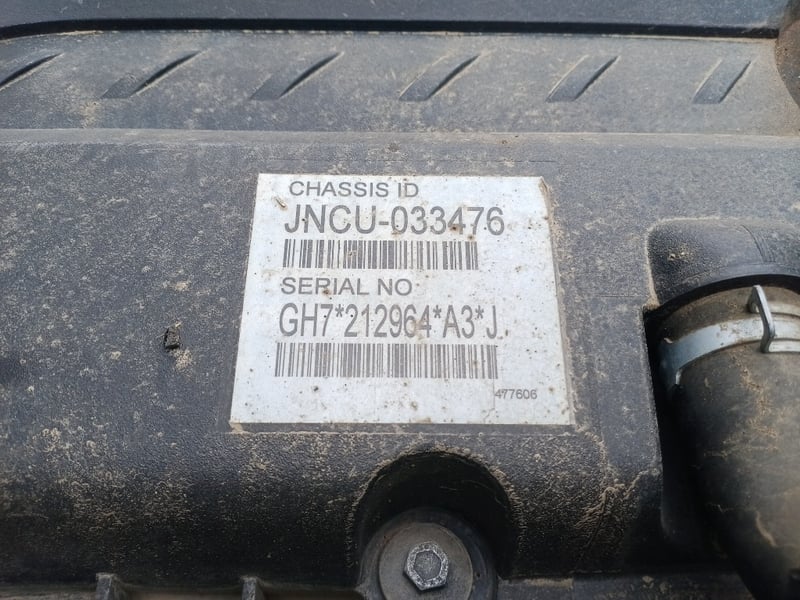 CHASSIS ID
JNCU-033476
SERIAL NO
GH7*212964*A3*J
477606